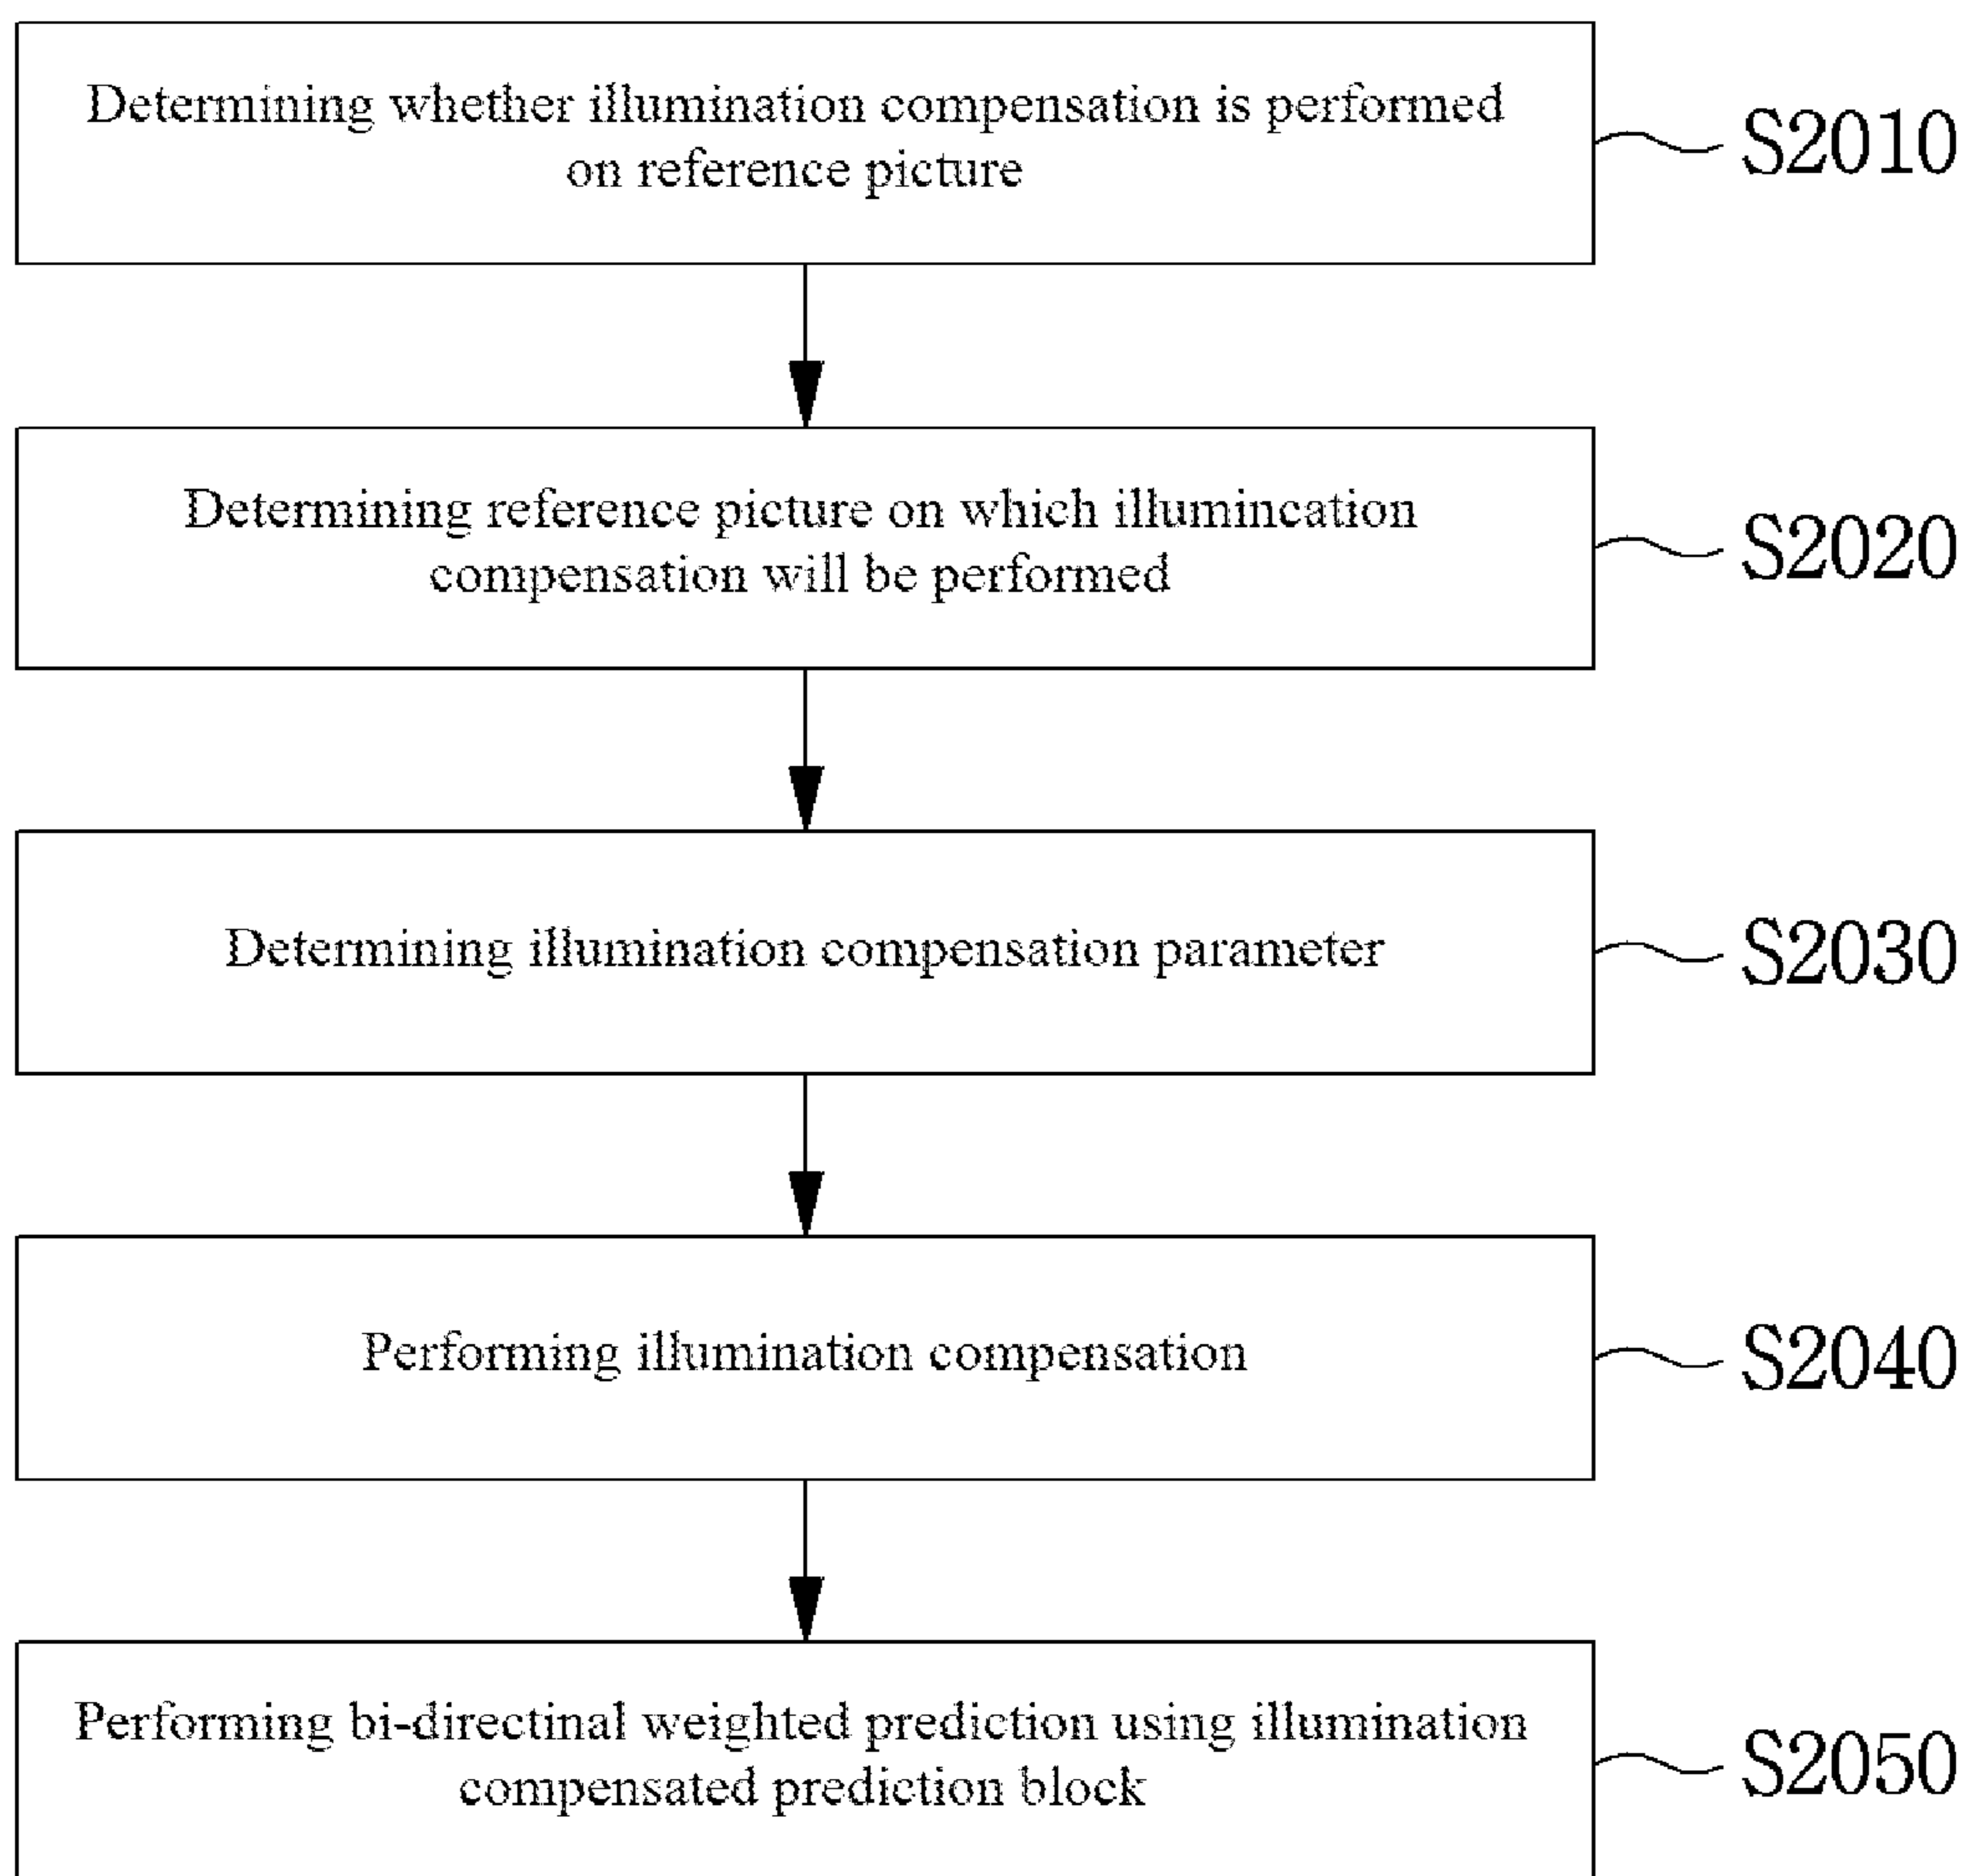 Determining whether illumination compensation is performed
on reference picture
S2010
Determining reference picture on which illumincation
compensation will be performed
S2020
Determining illumination compensation parameter
S2030
Performing illumination compensation
S2040
Performing bi-directinal weighted prediction using illumination
compensated prediction block
S2050